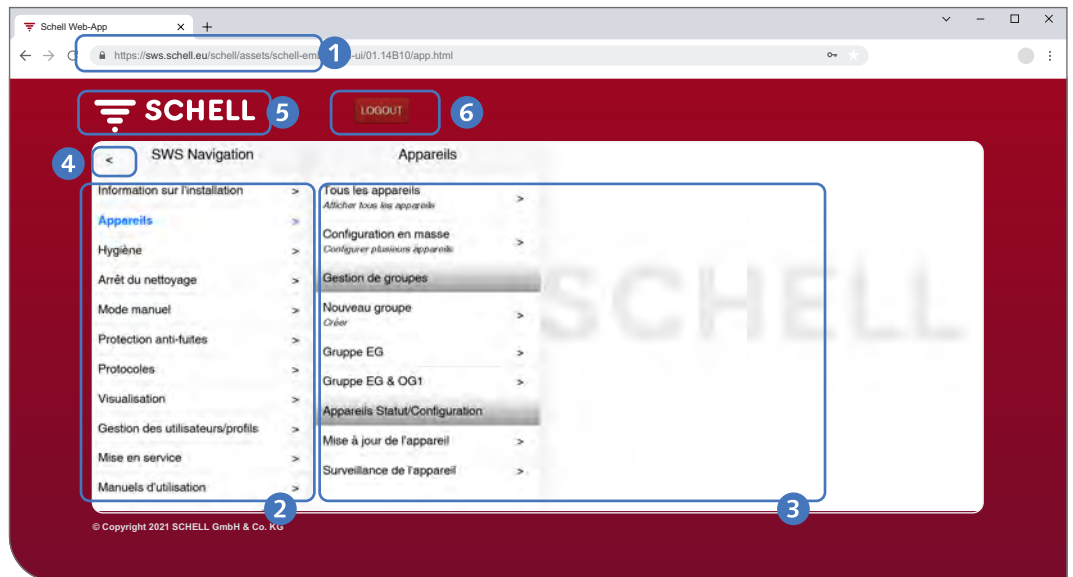 Schell Web-App
https://sws.schell.eu/schell/assets/schell-em
1
-ui/01.14B10/app.html
SCHELL
5
LOGOUT
6
4
<
SWS Navigation
Appareils
Information sur l'installation >
Appareils >
Hygiène >
Arrêt du nettoyage >
Mode manuel >
Protection anti-fuites >
Protocoles >
Visualisation >
Gestion des utilisateurs/profils >
Mise en service >
Manuels d'utilisation >
2
Tous les appareils >
Afficher tous les appareils
Configuration en masse >
Configurer plusieurs appareils
Gestion de groupes
Nouveau groupe >
Créer
Gruppe EG >
Gruppe EG & OG1 >
Appareils Statut/Configuration
Mise à jour de l'appareil >
Surveillance de l'appareil >
3
SCHELL
© Copyright 2021 SCHELL GmbH & Co. KG